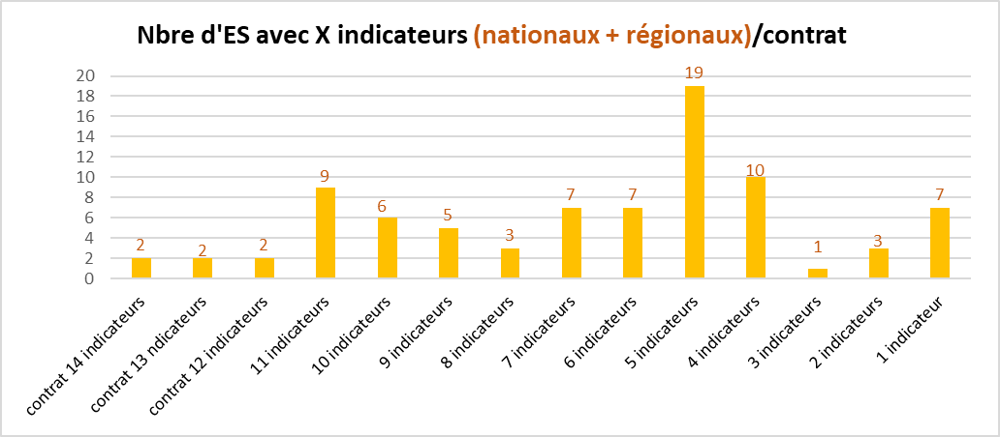 Nbre d'ES avec X indicateurs (nationaux + régionaux)/contrat
20
18
16
14
12
10
8
6
4
2
0
2
2
2
9
6
5
3
7
7
19
10
1
3
7
contrat 14 indicateurs
contrat 13 indicateurs
contrat 12 indicateurs
11 indicateurs
10 indicateurs
9 indicateurs
8 indicateurs
7 indicateurs
6 indicateurs
5 indicateurs
4 indicateurs
3 indicateurs
2 indicateurs
1 indicateur